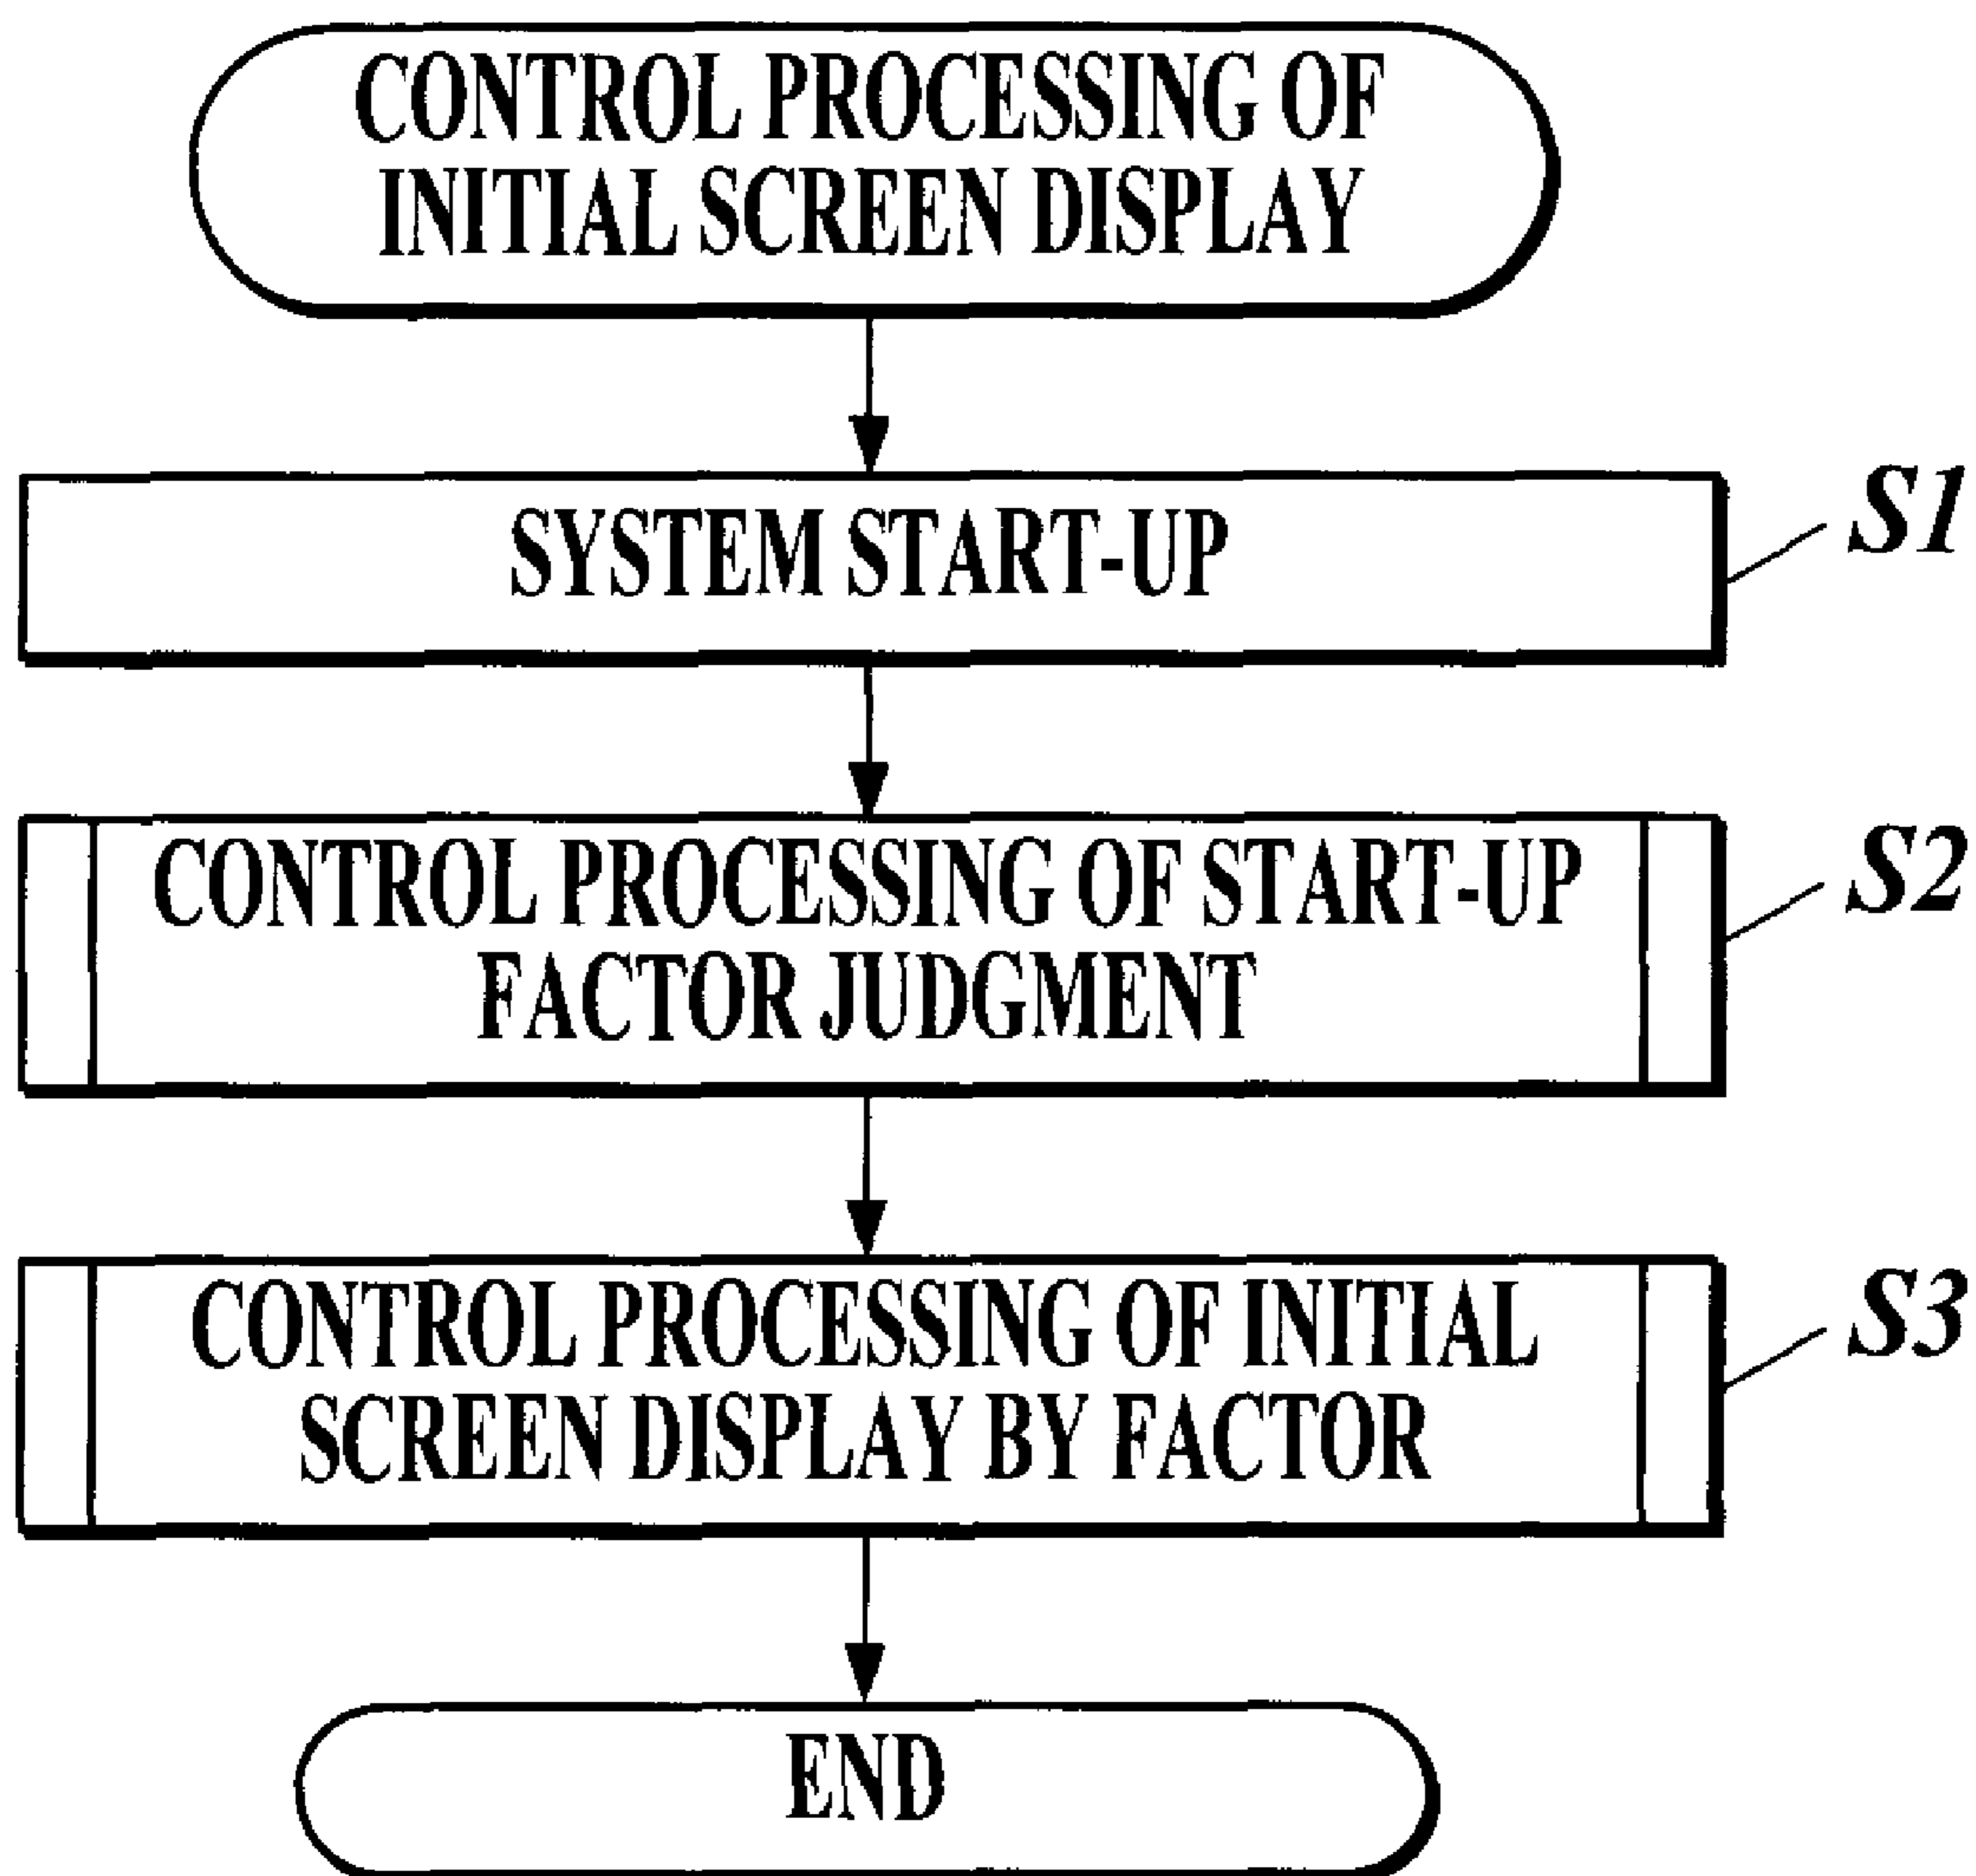 CONTROL PROCESSING OF
INITIAL SCREEN DISPLAY
SYSTEM START-UP
S1
CONTROL PROCESSING OF START-UP
FACTOR JUDGMENT
S2
CONTROL PROCESSING OF INITIAL
SCREEN DISPLAY BY FACTOR
S3
END